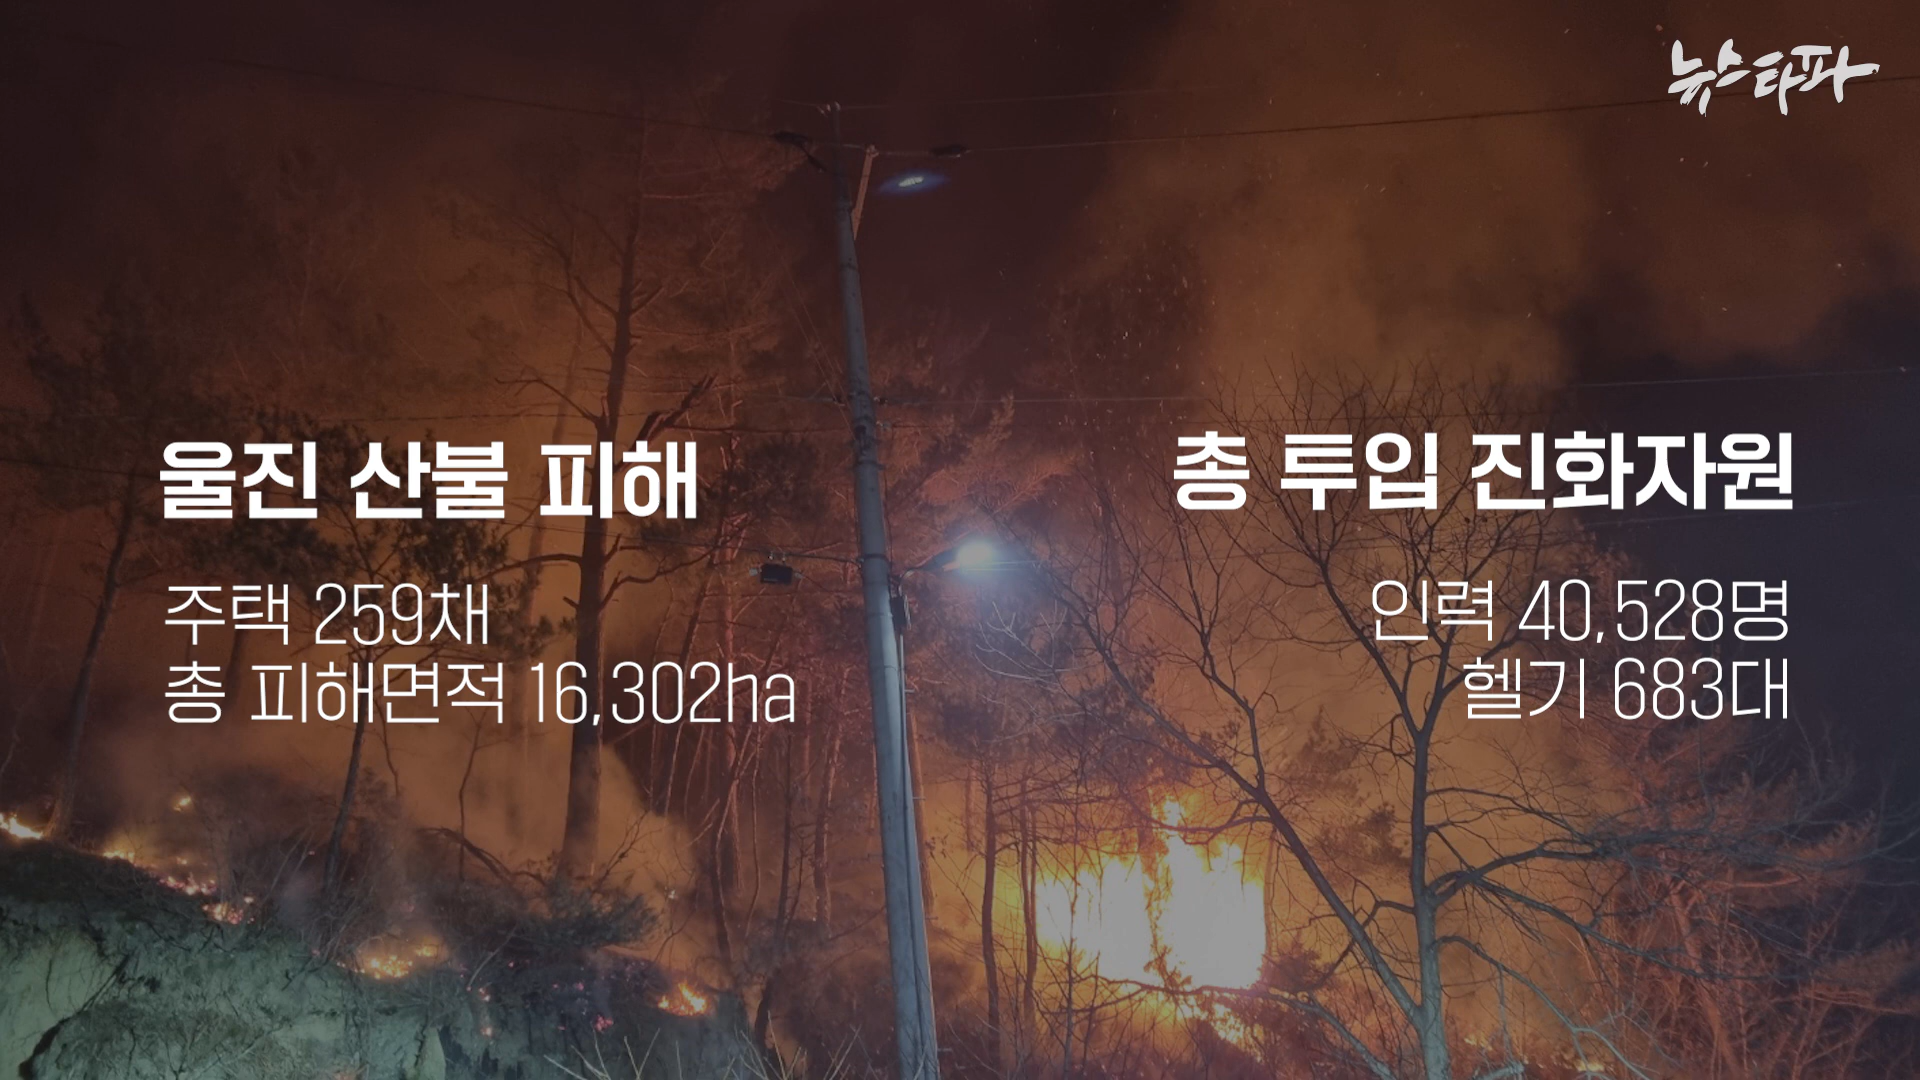 뉴스타파
울진 산불 피해
주택 259채
총 피해면적 16,302ha
총 투입 진화자원
인력 40,528명
헬기 683대